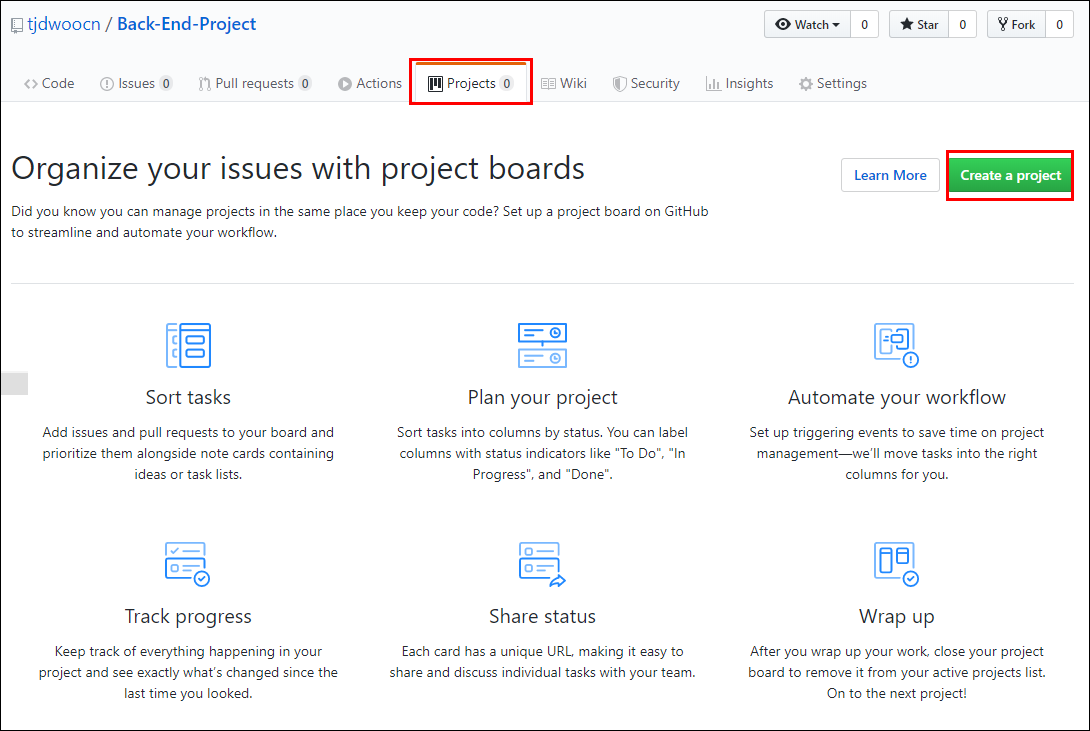 tjdwoocn / Back-End-Project
Watch 0 Star 0 Fork 0
Code Issues 0 Pull requests 0 Actions Projects 0 Wiki Security Insights Settings
Organize your issues with project boards
Learn More Create a project
Did you know you can manage projects in the same place you keep your code? Set up a project board on GitHub
to streamline and automate your workflow.
Sort tasks
Add issues and pull requests to your board and
prioritize them alongside note cards containing
ideas or task lists.
Plan your project
Sort tasks into columns by status. You can label
columns with status indicators like "To Do", "In
Progress", and "Done".
Automate your workflow
Set up triggering events to save time on project
management—we'll move tasks into the right
columns for you.
Track progress
Keep track of everything happening in your
project and see exactly what's changed since the
last time you looked.
Share status
Each card has a unique URL, making it easy to
share and discuss individual tasks with your team.
Wrap up
After you wrap up your work, close your project
board to remove it from your active projects list.
On to the next project!